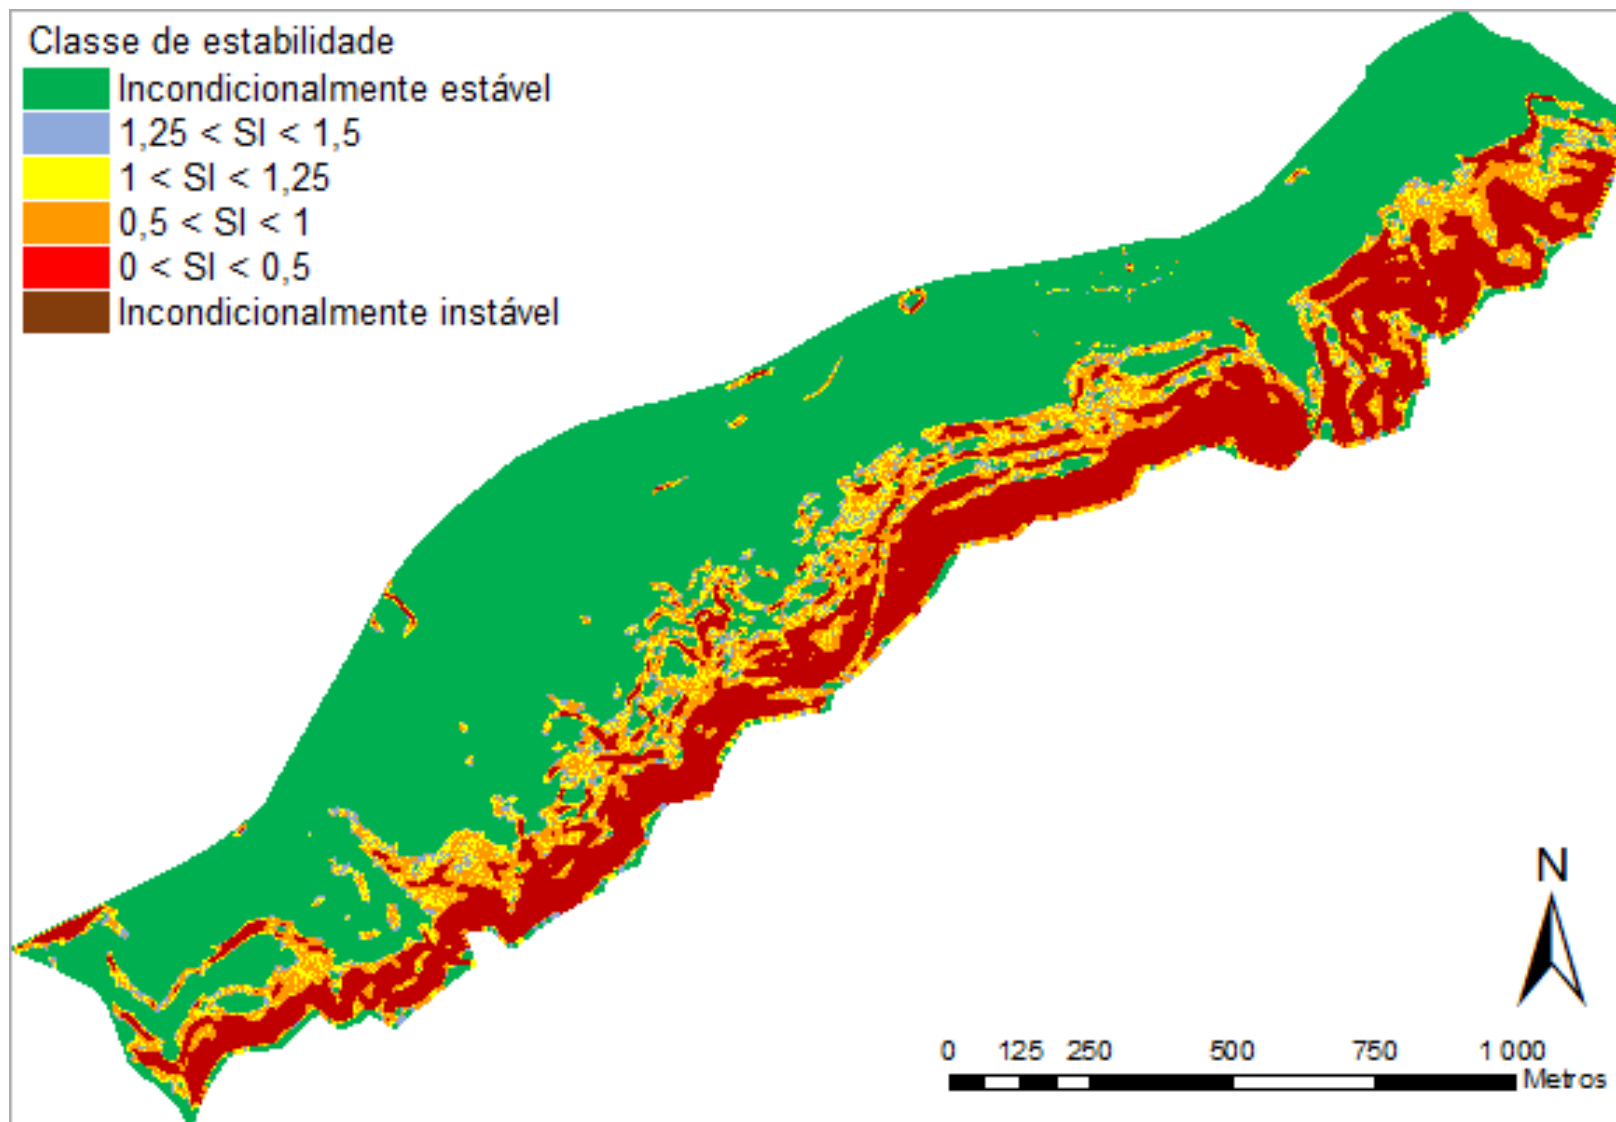 Classe de estabilidade
Incondicionalmente estável
1,25 < SI < 1,5
1 < SI < 1,25
0,5 < SI < 1
0 < SI < 0,5
Incondicionalmente instável
N
0 125 250 500 750 1 000
Metros